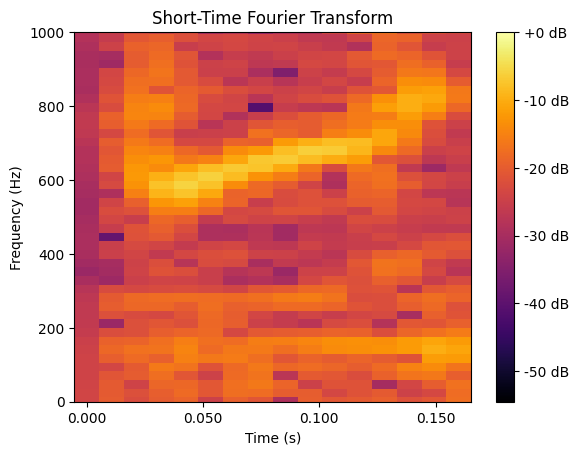 Short-Time Fourier Transform
1000
800
600
400
200
0
Frequency (Hz)
0.000
0.050
0.100
0.150
Time (s)
+0 dB
-10 dB
-20 dB
-30 dB
-40 dB
-50 dB